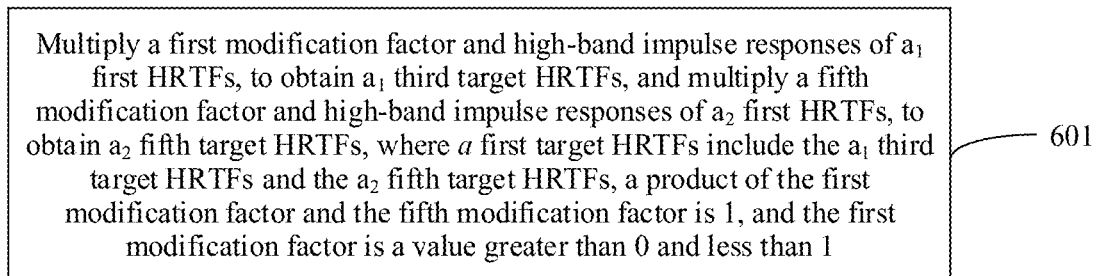 Multiply a first modification factor and high-band impulse responses of a₁
first HRTFs, to obtain a₁ third target HRTFs, and multiply a fifth
modification factor and high-band impulse responses of a₂ first HRTFs, to
obtain a₂ fifth target HRTFs, where a first target HRTFs include the a₁ third
target HRTFs and the a₂ fifth target HRTFs, a product of the first
modification factor and the fifth modification factor is 1, and the first
modification factor is a value greater than 0 and less than 1
601